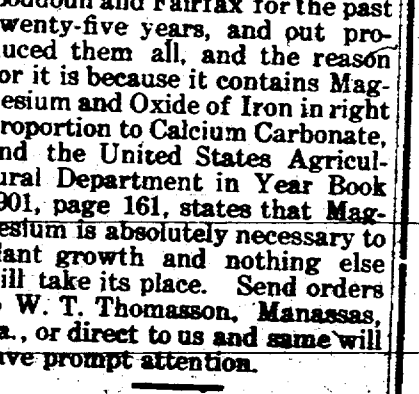 oudoun and Fairfax for the past
wenty-five years, and out pro-
uced them all, and the reason
or it is because it contains Mag-
esium and Oxide of Iron in right
roportion to Calcium Carbonate,
nd the United States Agricul-
ural Department in Year Book
901, page 161, states that Mag-
esium is absolutely necessary to
lant growth and nothing else
ill take its place. Send orders
W. T. Thomasson, Manassas,
a., or direct to us and same will
ave prompt attention.